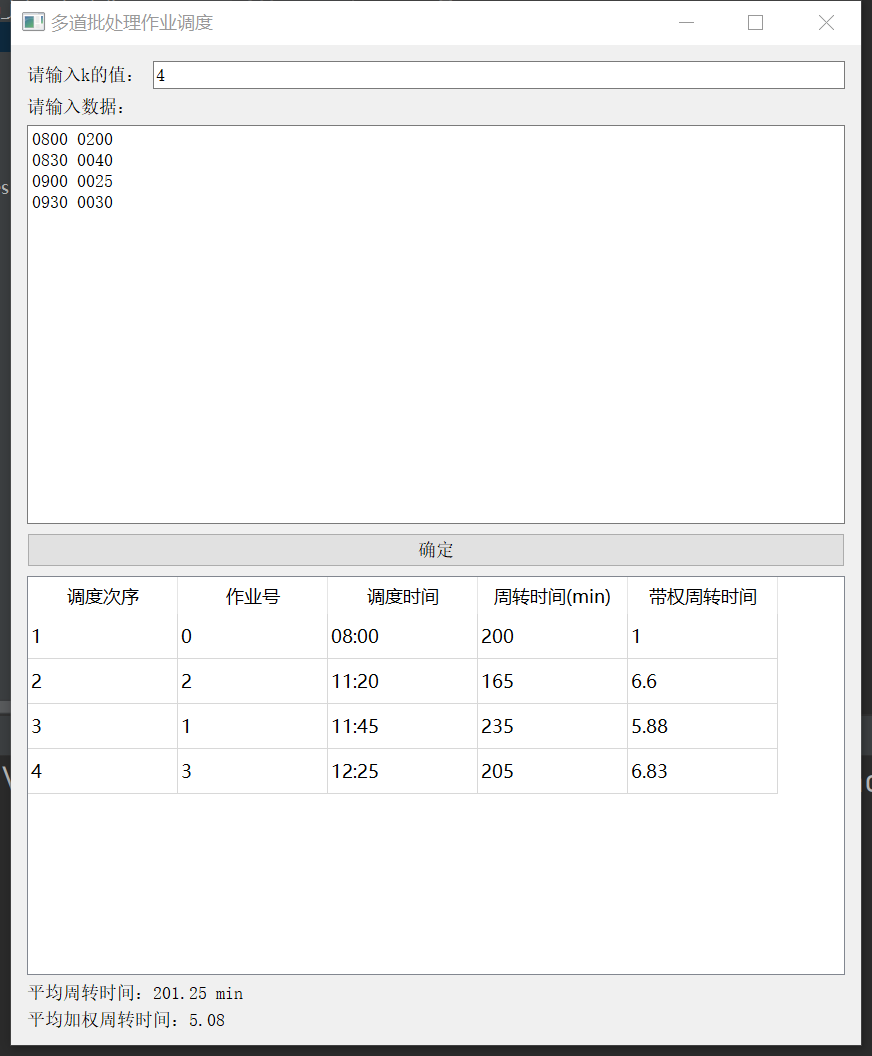 多道批处理作业调度
请输入k的值： 4
请输入数据：
0800 0200
0830 0040
0900 0025
0930 0030
确定
调度次序 作业号 调度时间 周转时间(min) 带权周转时间
1 0 08:00 200 1
2 2 11:20 165 6.6
3 1 11:45 235 5.88
4 3 12:25 205 6.83
平均周转时间：201.25 min
平均加权周转时间：5.08